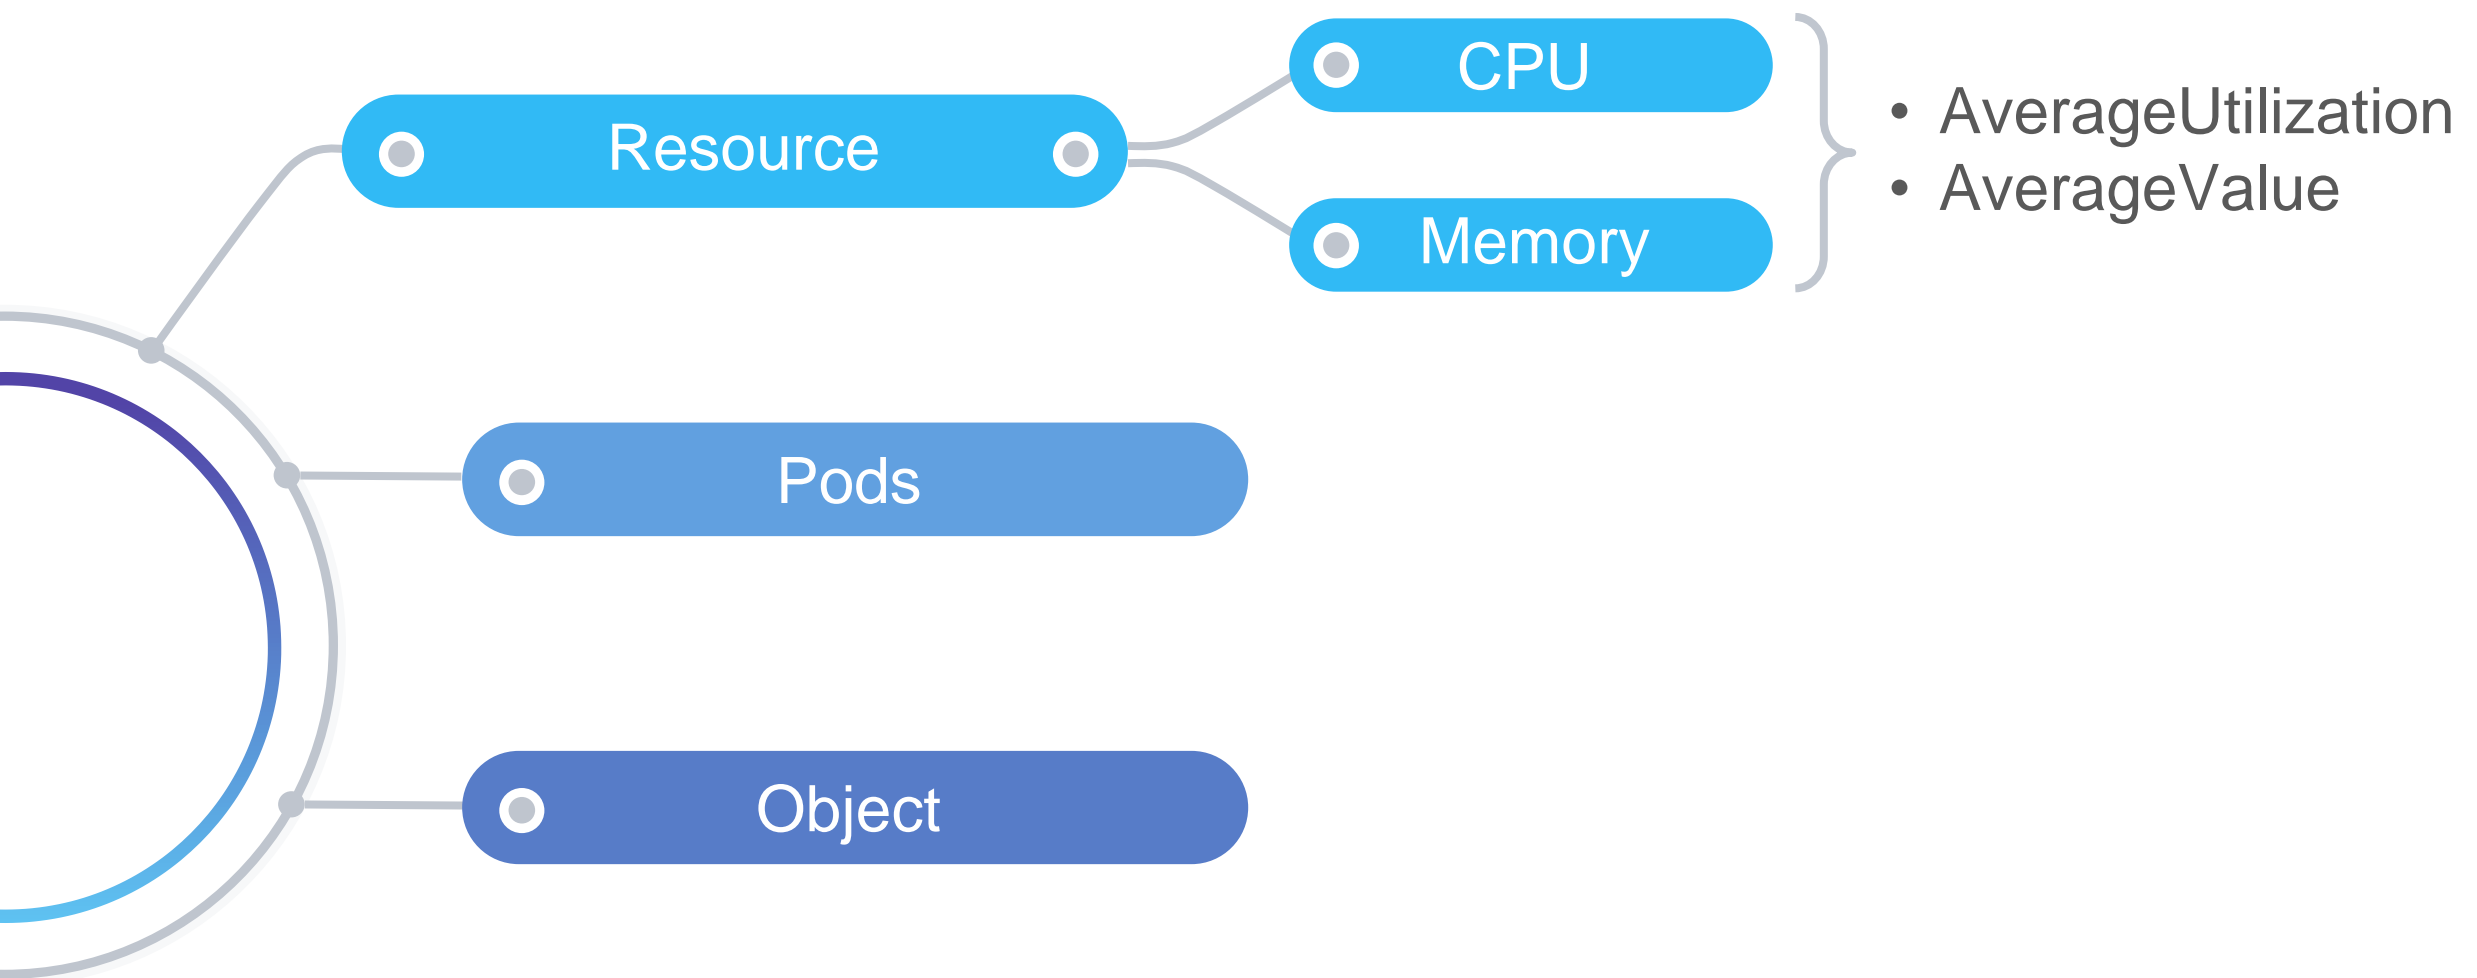 Resource
CPU
Memory
• AverageUtilization
• AverageValue
Pods
Object